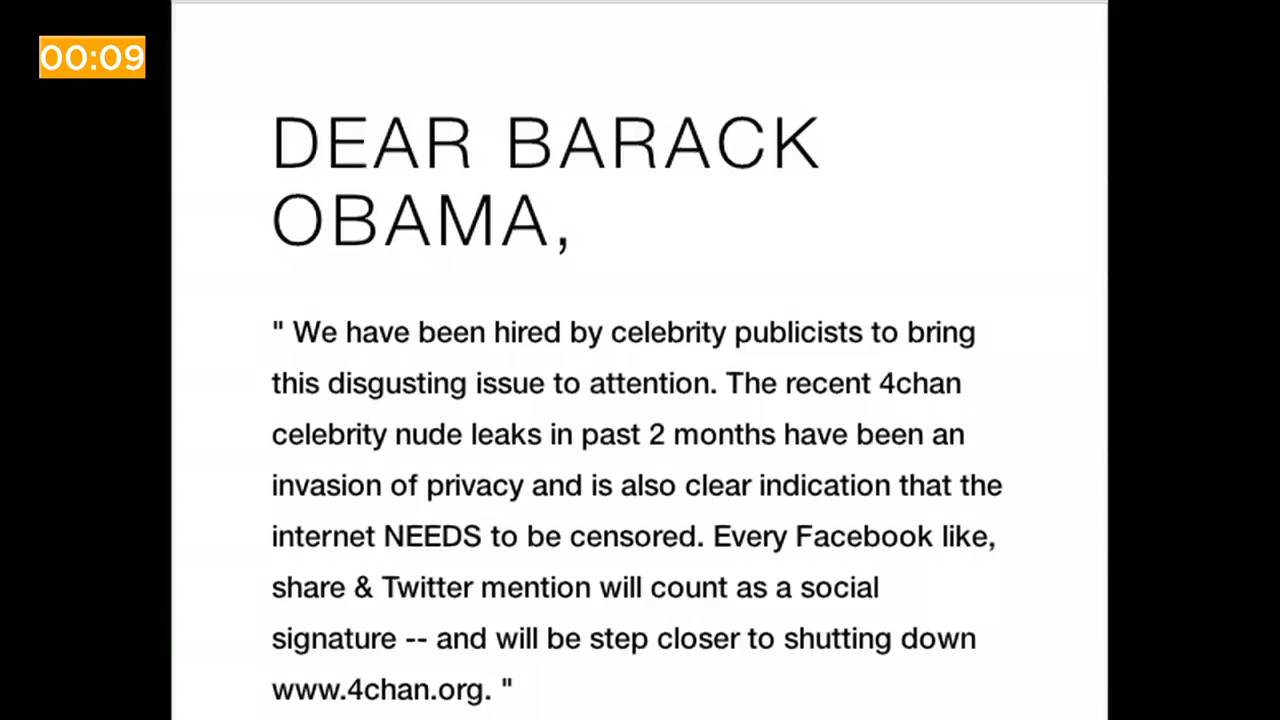 00:09
DEAR BARACK
OBAMA,
" We have been hired by celebrity publicists to bring
this disgusting issue to attention. The recent 4chan
celebrity nude leaks in past 2 months have been an
invasion of privacy and is also clear indication that the
internet NEEDS to be censored. Every Facebook like,
share & Twitter mention will count as a social
signature -- and will be step closer to shutting down
www.4chan.org. "